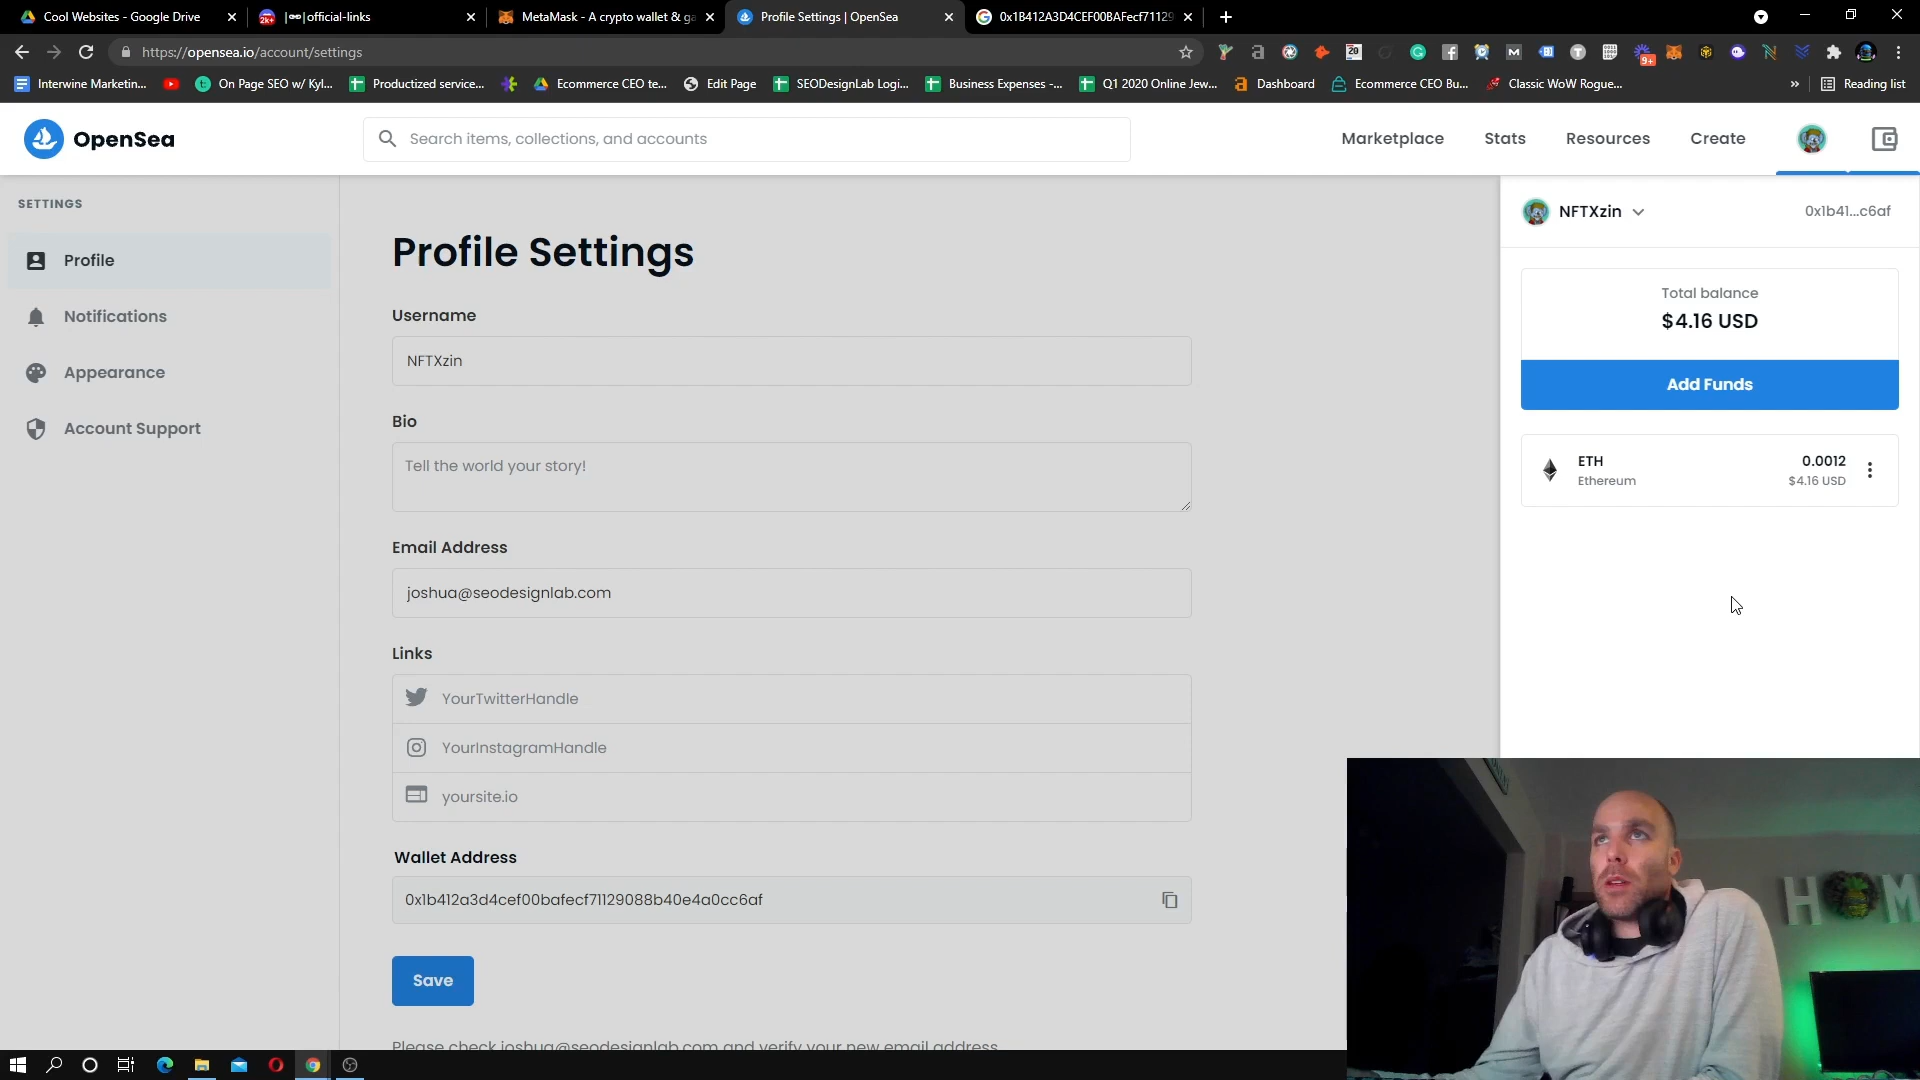 Cool Websites - Google Drive
|official-links
MetaMask - A crypto wallet & ga
Profile Settings | OpenSea
0x1B412A3D4CEF00BAFecf71129
https://opensea.io/account/settings
Interwine Marketin...
On Page SEO w/ Kyl...
Productized service...
Ecommerce CEO te...
Edit Page
SEODesignLab Logi...
Business Expenses -...
Q1 2020 Online Jew...
Dashboard
Ecommerce CEO Bu...
Classic WoW Rogue...
»
Reading list
OpenSea
Search items, collections, and accounts
Marketplace
Stats
Resources
Create
SETTINGS
Profile
Notifications
Appearance
Account Support
Profile Settings
Username
NFTXzin
Bio
Tell the world your story!
Email Address
joshua@seodesignlab.com
Links
YourTwitterHandle
YourInstagramHandle
yoursite.io
Wallet Address
0x1b412a3d4cef00bafecf71129088b40e4a0cc6af
Save
Please check joshua@seodesignlab.com and verify your new email address
NFTXzin
0x1b41...c6af
Total balance
$4.16 USD
Add Funds
ETH
0.0012
Ethereum
$4.16 USD
2K+
20
9+
H M